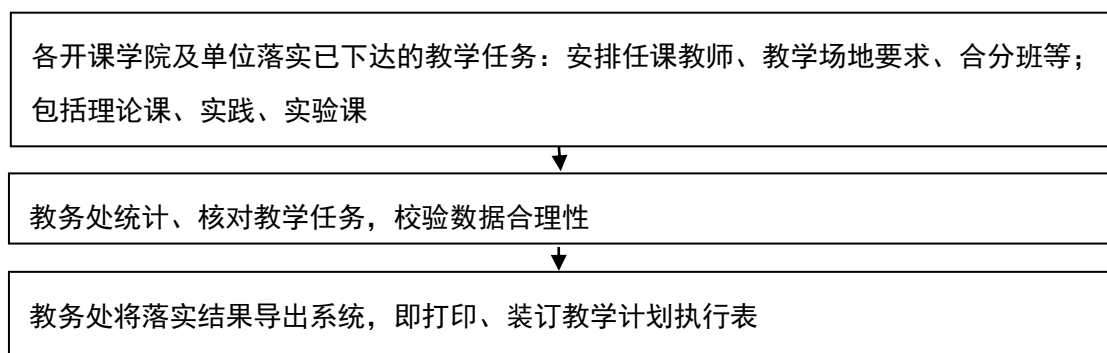 各开课学院及单位落实已下达的教学任务：安排任课教师、教学场地要求、合分班等；
包括理论课、实践、实验课
教务处统计、核对教学任务，校验数据合理性
教务处将落实结果导出系统，即打印、装订教学计划执行表